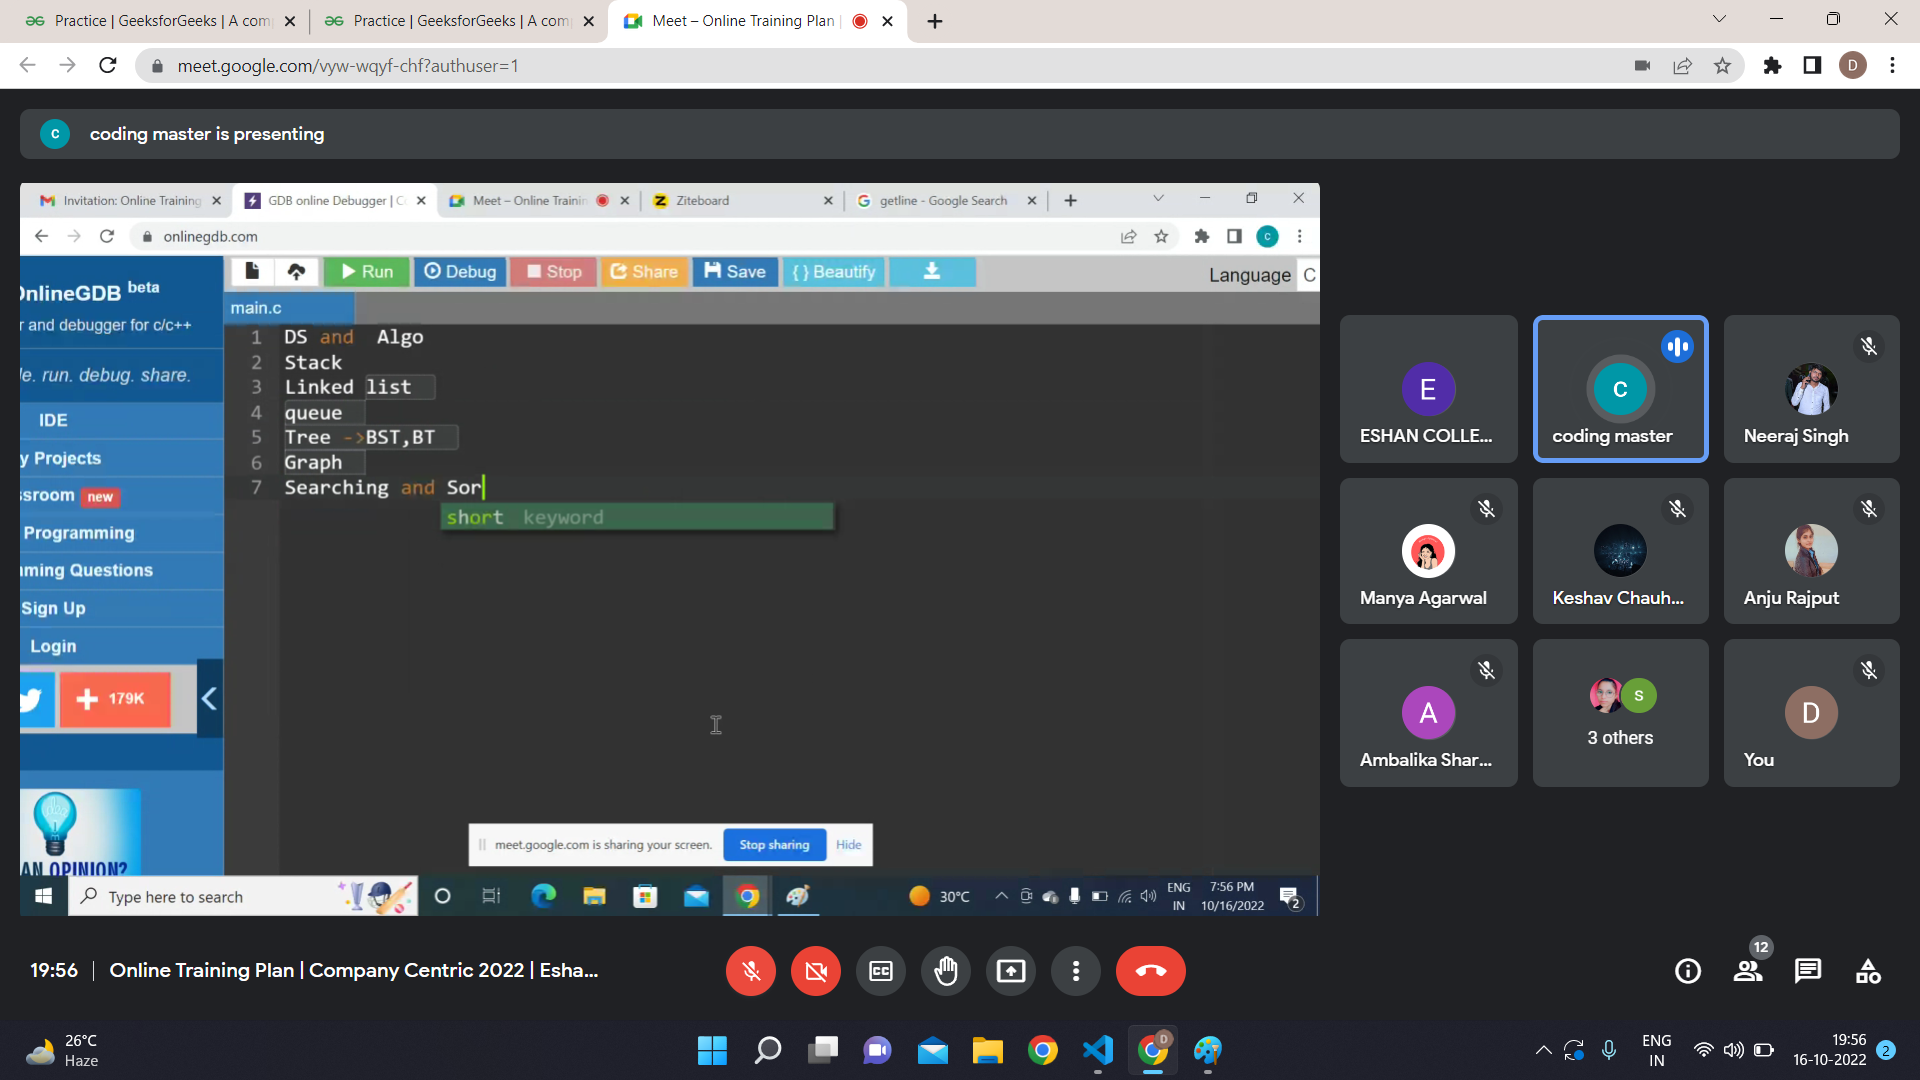 Practice | GeeksforGeeks | A com
Practice | GeeksforGeeks | A com
Meet – Online Training Plan |
meet.google.com/vyw-wqyf-chf?authuser=1
D
C
coding master is presenting
Invitation: Online Training
GDB online Debugger | C
Meet – Online Trainin
Ziteboard
getline - Google Search
onlinegdb.com
C
Run
Debug
Stop
Share
Save
{ } Beautify
Language
C
OnlineGDB beta
r and debugger for c/c++
le. run. debug. share.
IDE
y Projects
ssroom new
Programming
ming Questions
Sign Up
Login
179K
AN OPINION?
main.c
1 DS and Algo
2 Stack
3 Linked list
4 queue
5 Tree ->BST,BT
6 Graph
7 Searching and Sor
short keyword
meet.google.com is sharing your screen.
Stop sharing
Hide
Type here to search
30°C
ENG
IN
7:56 PM
10/16/2022
2
E
ESHAN COLLE...
C
coding master
Neeraj Singh
Manya Agarwal
Keshav Chauh...
Anju Rajput
A
Ambalika Shar...
S
3 others
D
You
19:56 | Online Training Plan | Company Centric 2022 | Esha...
CC
12
26°C
Haze
D
ENG
IN
19:56
16-10-2022
2